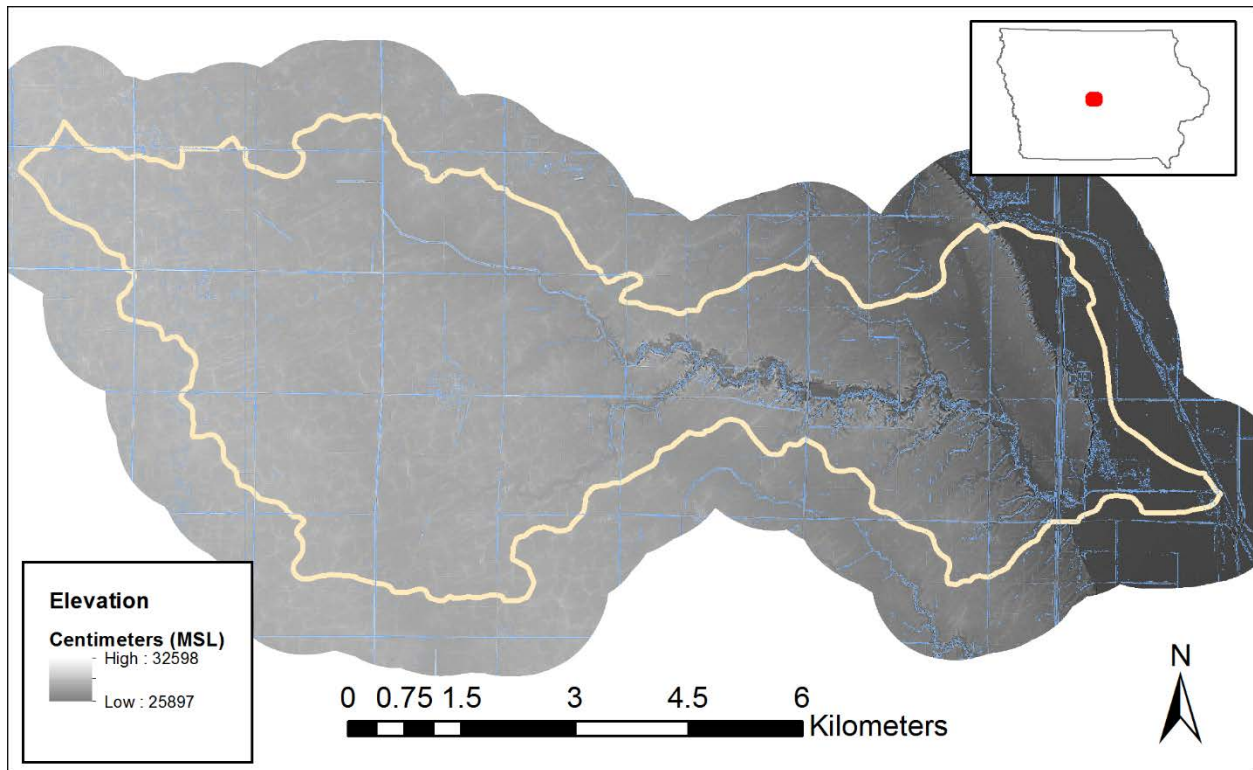 Elevation
Centimeters (MSL)
High : 32598
Low : 25897
0 0.75 1.5 3 4.5 6
Kilometers
N